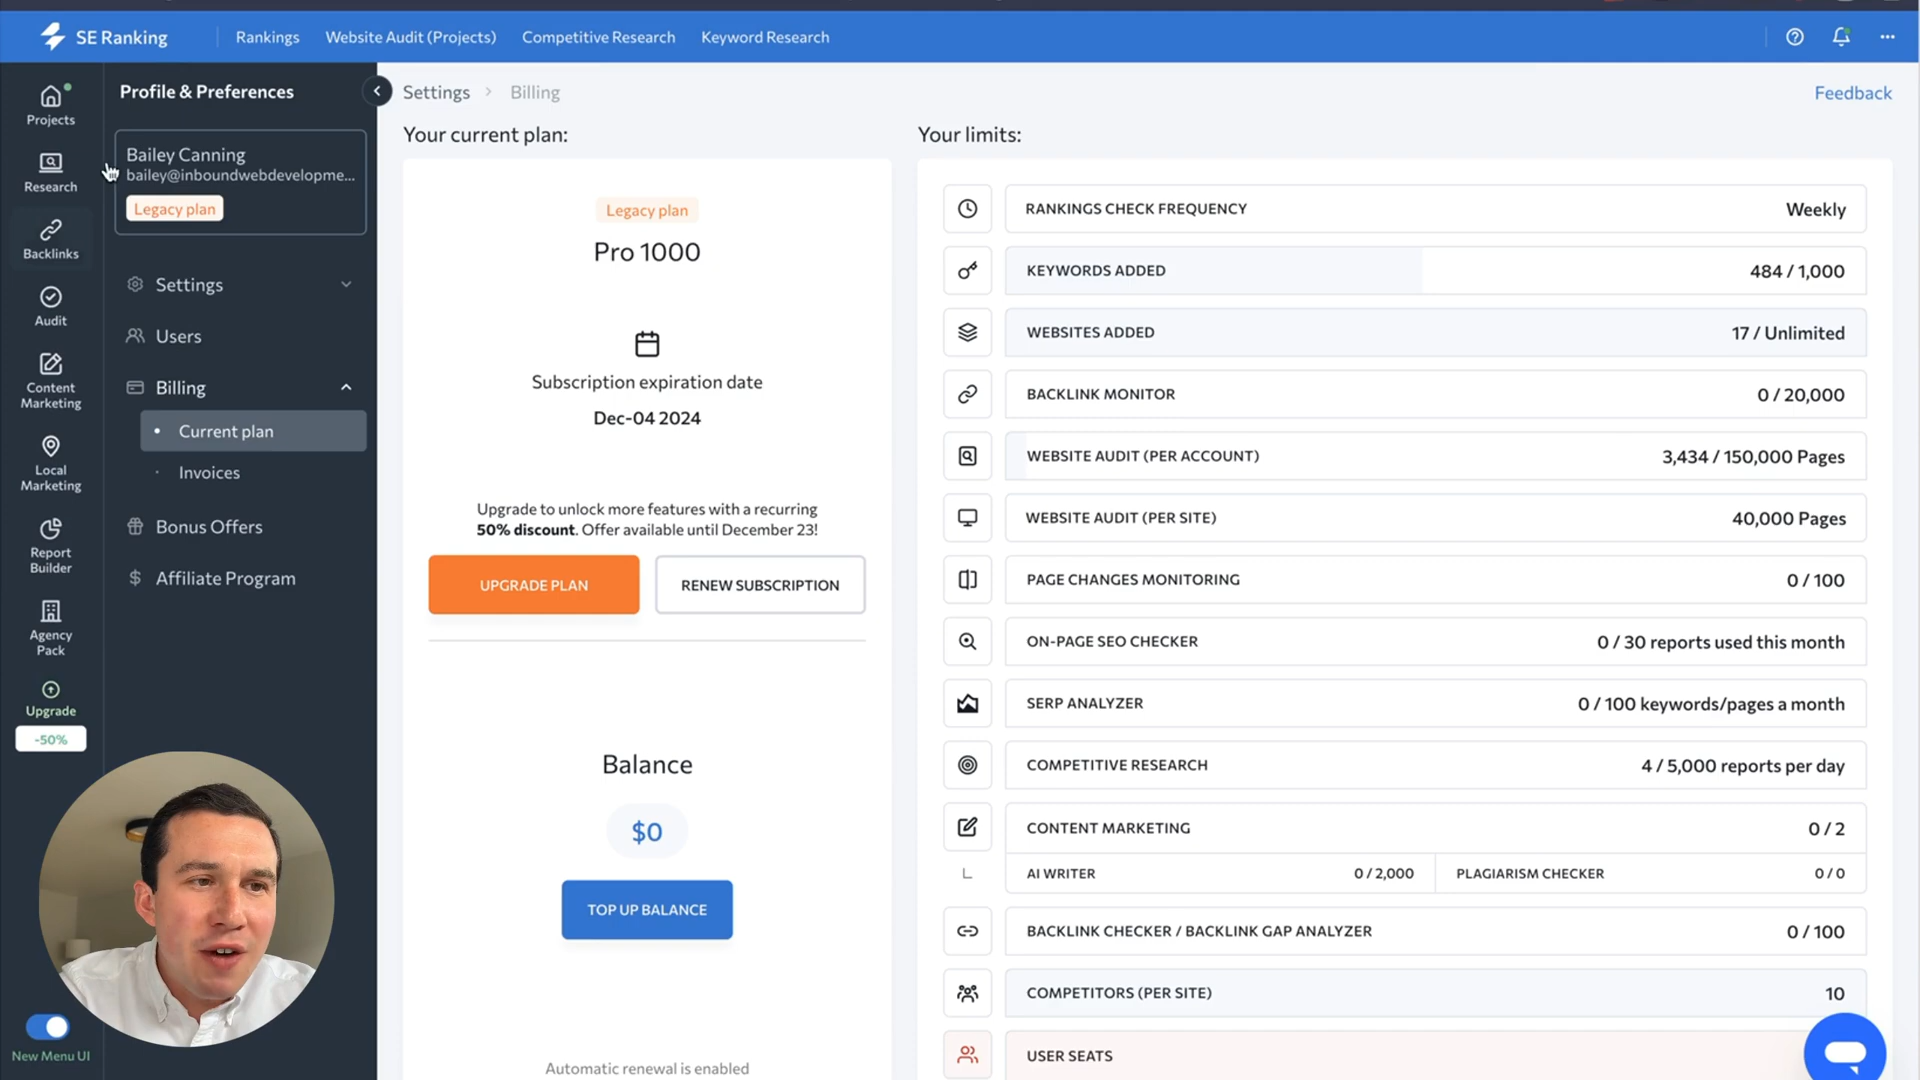 SE Ranking
Rankings
Website Audit (Projects)
Competitive Research
Keyword Research
Projects
Research
Backlinks
Audit
Content
Marketing
Local
Marketing
Report
Builder
Agency
Pack
Upgrade
-50%
New Menu UI
Profile & Preferences
Bailey Canning
bailey@inboundwebdevelopme...
Legacy plan
Settings
Users
Billing
Current plan
Invoices
Bonus Offers
Affiliate Program
Settings > Billing
Feedback
Your current plan:
Legacy plan
Pro 1000
Subscription expiration date
Dec-04 2024
Upgrade to unlock more features with a recurring
50% discount. Offer available until December 23!
UPGRADE PLAN
RENEW SUBSCRIPTION
Balance
$0
TOP UP BALANCE
Automatic renewal is enabled
Your limits:
RANKINGS CHECK FREQUENCY Weekly
KEYWORDS ADDED 484 / 1,000
WEBSITES ADDED 17 / Unlimited
BACKLINK MONITOR 0 / 20,000
WEBSITE AUDIT (PER ACCOUNT) 3,434 / 150,000 Pages
WEBSITE AUDIT (PER SITE) 40,000 Pages
PAGE CHANGES MONITORING 0 / 100
ON-PAGE SEO CHECKER 0 / 30 reports used this month
SERP ANALYZER 0 / 100 keywords/pages a month
COMPETITIVE RESEARCH 4 / 5,000 reports per day
CONTENT MARKETING 0 / 2
AI WRITER 0 / 2,000 PLAGIARISM CHECKER 0 / 0
BACKLINK CHECKER / BACKLINK GAP ANALYZER 0 / 100
COMPETITORS (PER SITE) 10
USER SEATS